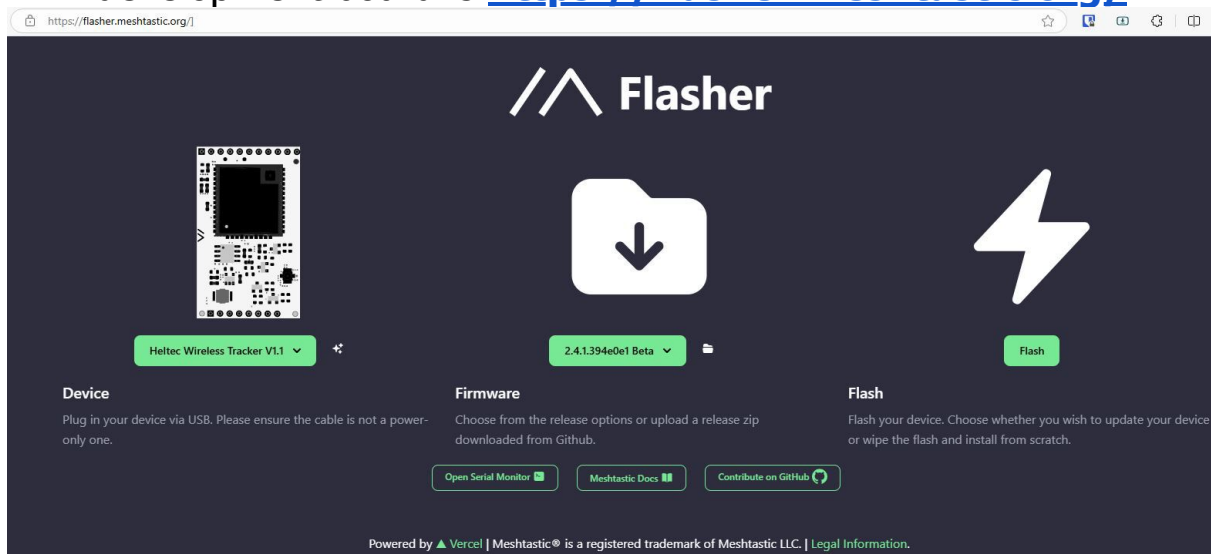 https://flasher.meshtastic.org/]
Flasher
Heltec Wireless Tracker V1.1
2.4.1.394e0e1 Beta
Flash
Device
Plug in your device via USB. Please ensure the cable is not a power-
only one.
Firmware
Choose from the release options or upload a release zip
downloaded from Github.
Flash
Flash your device. Choose whether you wish to update your device
or wipe the flash and install from scratch.
Open Serial Monitor
Meshtastic Docs
Contribute on GitHub
Powered by ▲ Vercel | Meshtastic® is a registered trademark of Meshtastic LLC. | Legal Information.